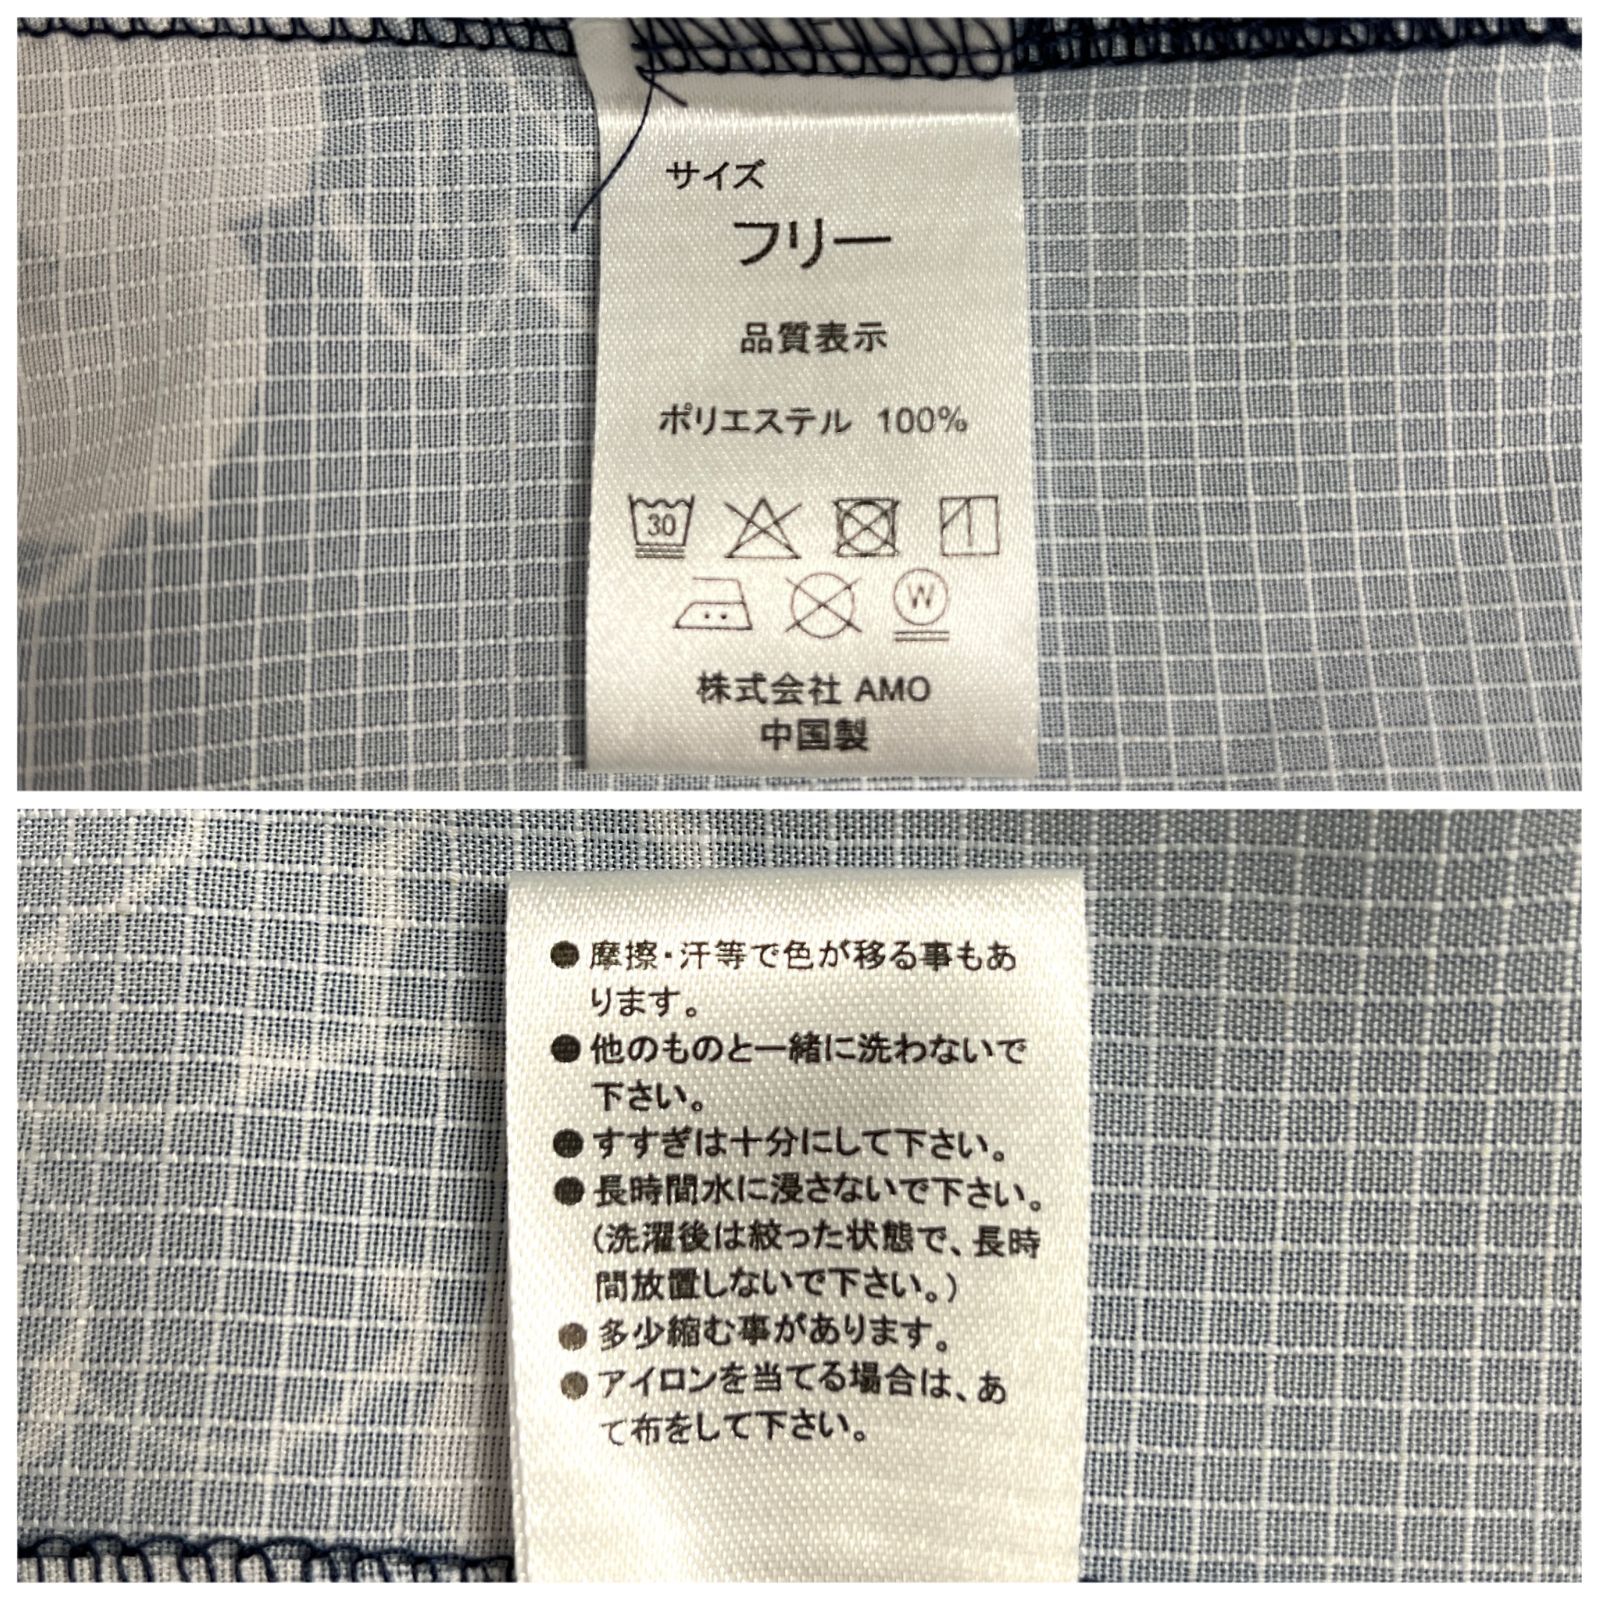 サイズ
フリー
品質表示
ポリエステル 100%
30
W
株式会社 AMO
中国製
●摩擦・汗等で色が移る事もあ
ります。
●他のものと一緒に洗わないで
下さい。
●すすぎは十分にして下さい。
●長時間水に浸さないで下さい。
(洗濯後は絞った状態で、長時
間放置しないで下さい。)
●多少縮む事があります。
●アイロンを当てる場合は、あ
て布をして下さい。